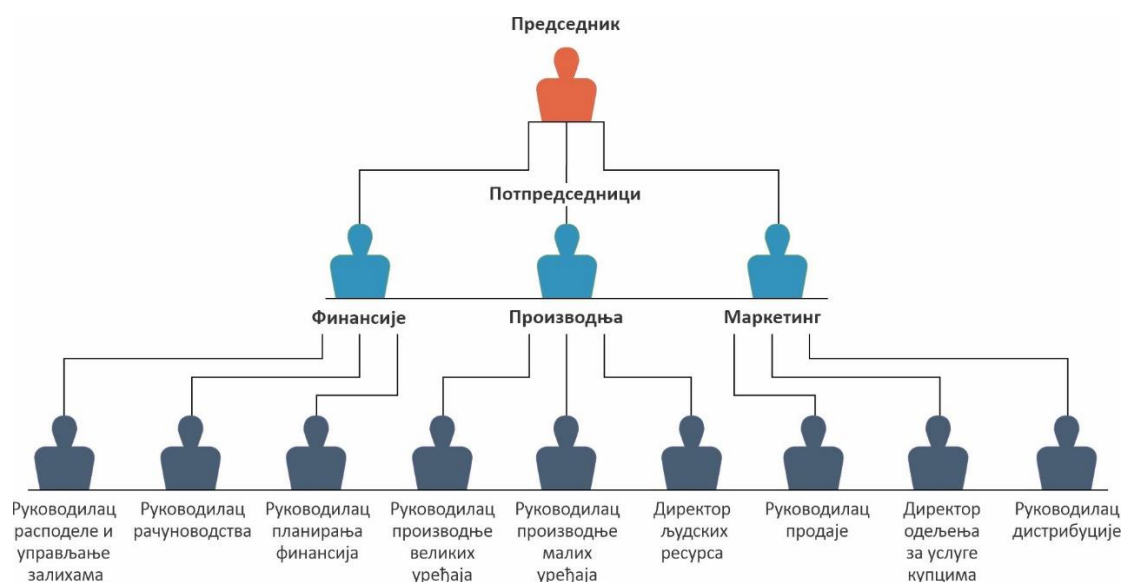 Председник
Потпредседници
Финансије
Производња
Маркетинг
Руководилац
расподеле и
управљање
залихама
Руководилац
рачуноводства
Руководилац
планирања
финансија
Руководилац
производње
великих
уређаја
Руководилац
производње
малих
уређаја
Директор
људских
ресурса
Руководилац
продаје
Директор
одељења
за услуге
купцима
Руководилац
дистрибуције